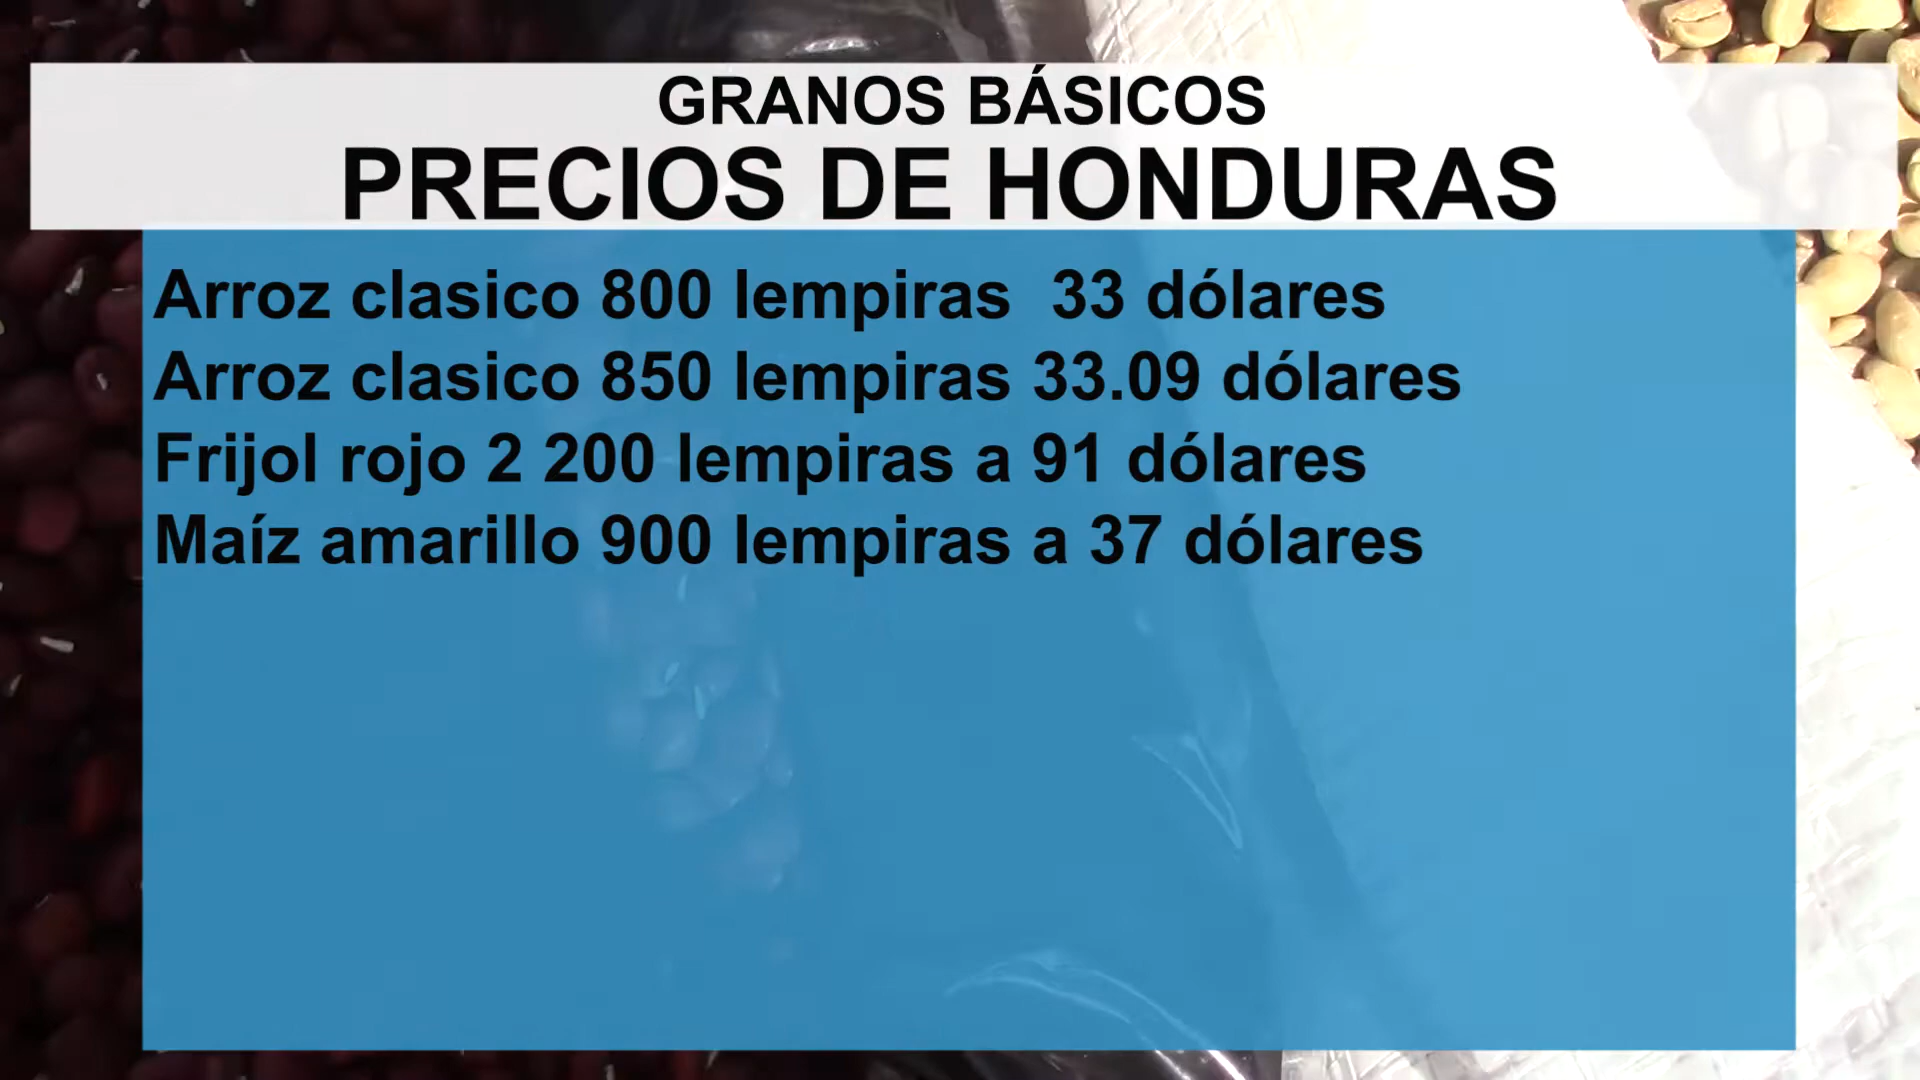 GRANOS BÁSICOS
PRECIOS DE HONDURAS
Arroz clasico 800 lempiras  33 dólares
Arroz clasico 850 lempiras 33.09 dólares
Frijol rojo 2 200 lempiras a 91 dólares
Maíz amarillo 900 lempiras a 37 dólares